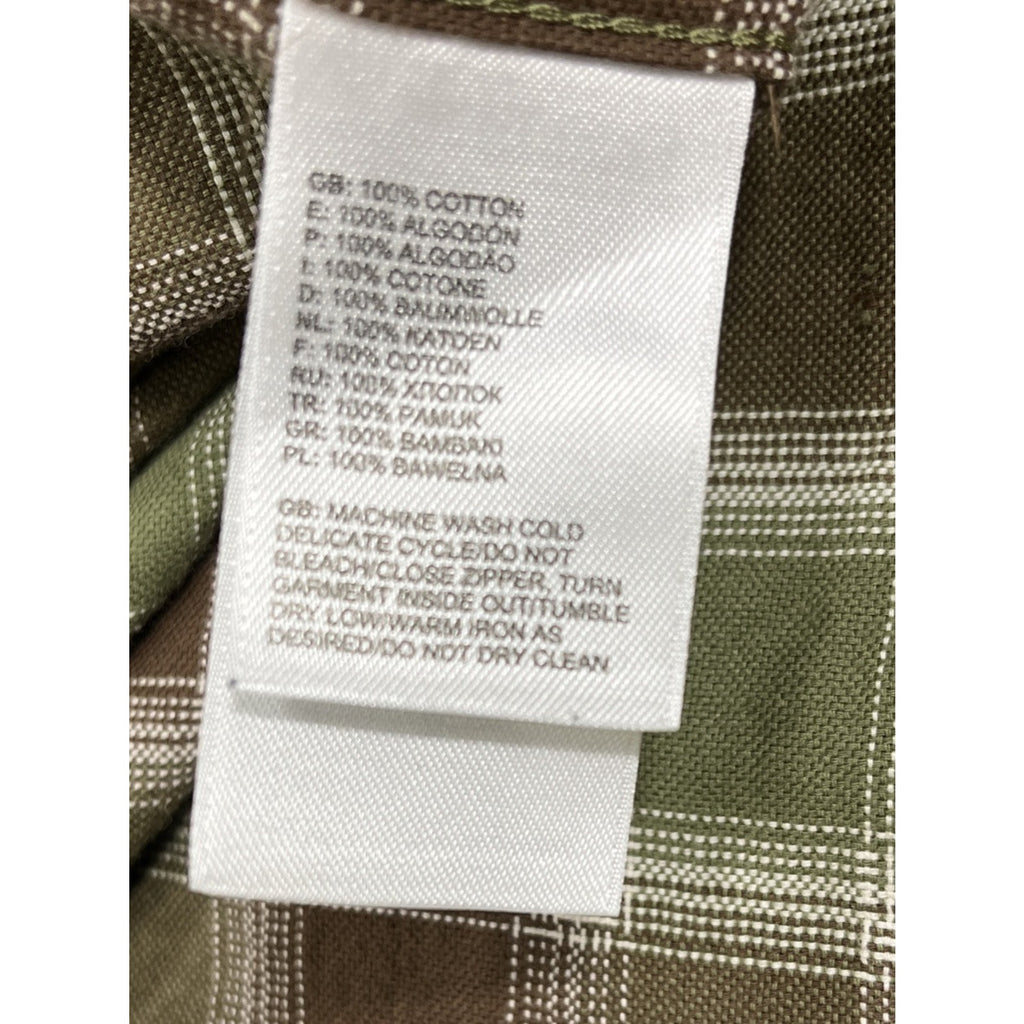 GB: 100% COTTON
E: 100% ALGODÓN
P: 100% ALGODÃO
I: 100% COTONE
D: 100% BAUMWOLLE
NL: 100% KATOEN
F: 100% COTON
RU: 100% ХЛОПОК
TR: 100% PAMUK
GR: 100% BAMBAKI
PL: 100% BAWEŁNA
GB: MACHINE WASH COLD
DELICATE CYCLE/DO NOT
BLEACH/CLOSE ZIPPER, TURN
GARMENT INSIDE OUT/TUMBLE
DRY LOW/WARM IRON AS
DESIRED/DO NOT DRY CLEAN